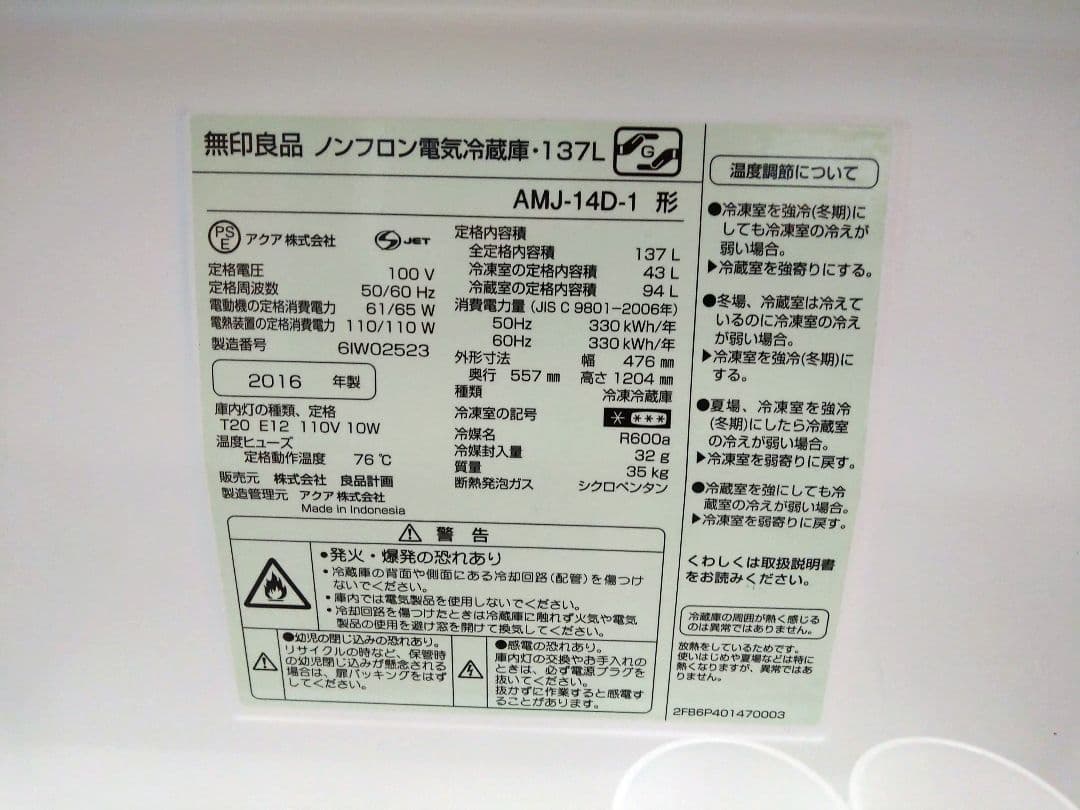 無印良品 ノンフロン電気冷蔵庫・137L
G
AMJ-14D-1 形
PS
E
アクア株式会社
S JET
定格電圧 100 V
定格周波数 50/60 Hz
電動機の定格消費電力 61/65 W
電熱装置の定格消費電力 110/110 W
製造番号 6IW02523
2016 年製
庫内灯の種類、定格
T20 E12 110V 10W
温度ヒューズ
定格動作温度 76℃
販売元 株式会社 良品計画
製造管理元 アクア株式会社
Made in Indonesia
定格内容積
全定格内容積 137 L
冷凍室の定格内容積 43 L
冷蔵室の定格内容積 94 L
消費電力量（JIS C 9801-2006年）
50Hz 330 kWh/年
60Hz 330 kWh/年
外形寸法 幅 476 mm
奥行 557 mm 高さ 1204 mm
種類 冷凍冷蔵庫
冷凍室の記号 * ***
冷媒名 R600a
冷媒封入量 32 g
質量 35 kg
断熱発泡ガス シクロペンタン
警 告
●発火・爆発の恐れあり
・冷蔵庫の背面や側面にある冷却回路（配管）を傷つけ
ないでください。
・庫内では電気製品を使用しないでください。
・冷却回路を傷つけたときは冷蔵庫に触れず火気や電気
製品の使用を避け窓を開けて換気してください。
●幼児の閉じ込みの恐れあり。
リサイクルの時など、保管時
の幼児閉じ込みが懸念される
場合は、扉パッキングをはず
してください。
●感電の恐れあり。
庫内灯の交換やお手入れの
ときは、必ず電源プラグを
抜いてください。
抜かずに作業すると感電す
ることがあります。
温度調節について
●冷凍室を強冷(冬期)に
しても冷凍室の冷えが
弱い場合。
▶冷蔵室を強寄りにする。
●冬場、冷蔵室は冷えて
いるのに冷凍室の冷え
が弱い場合。
▶冷凍室を強冷(冬期)に
する。
●夏場、冷凍室を強冷
(冬期)にしたら冷蔵室
の冷えが弱い場合。
▶冷凍室を弱寄りに戻す。
●冷蔵室を強にしても冷
蔵室の冷えが弱い場合。
▶冷凍室を弱寄りに戻す。
くわしくは取扱説明書
をお読みください。
冷蔵庫の周囲が熱く感じる
のは異常ではありません。
放熱をしているためです。
使いはじめや夏場などは特に
熱くなりますが、異常ではあ
りません。
2FB6P401470003